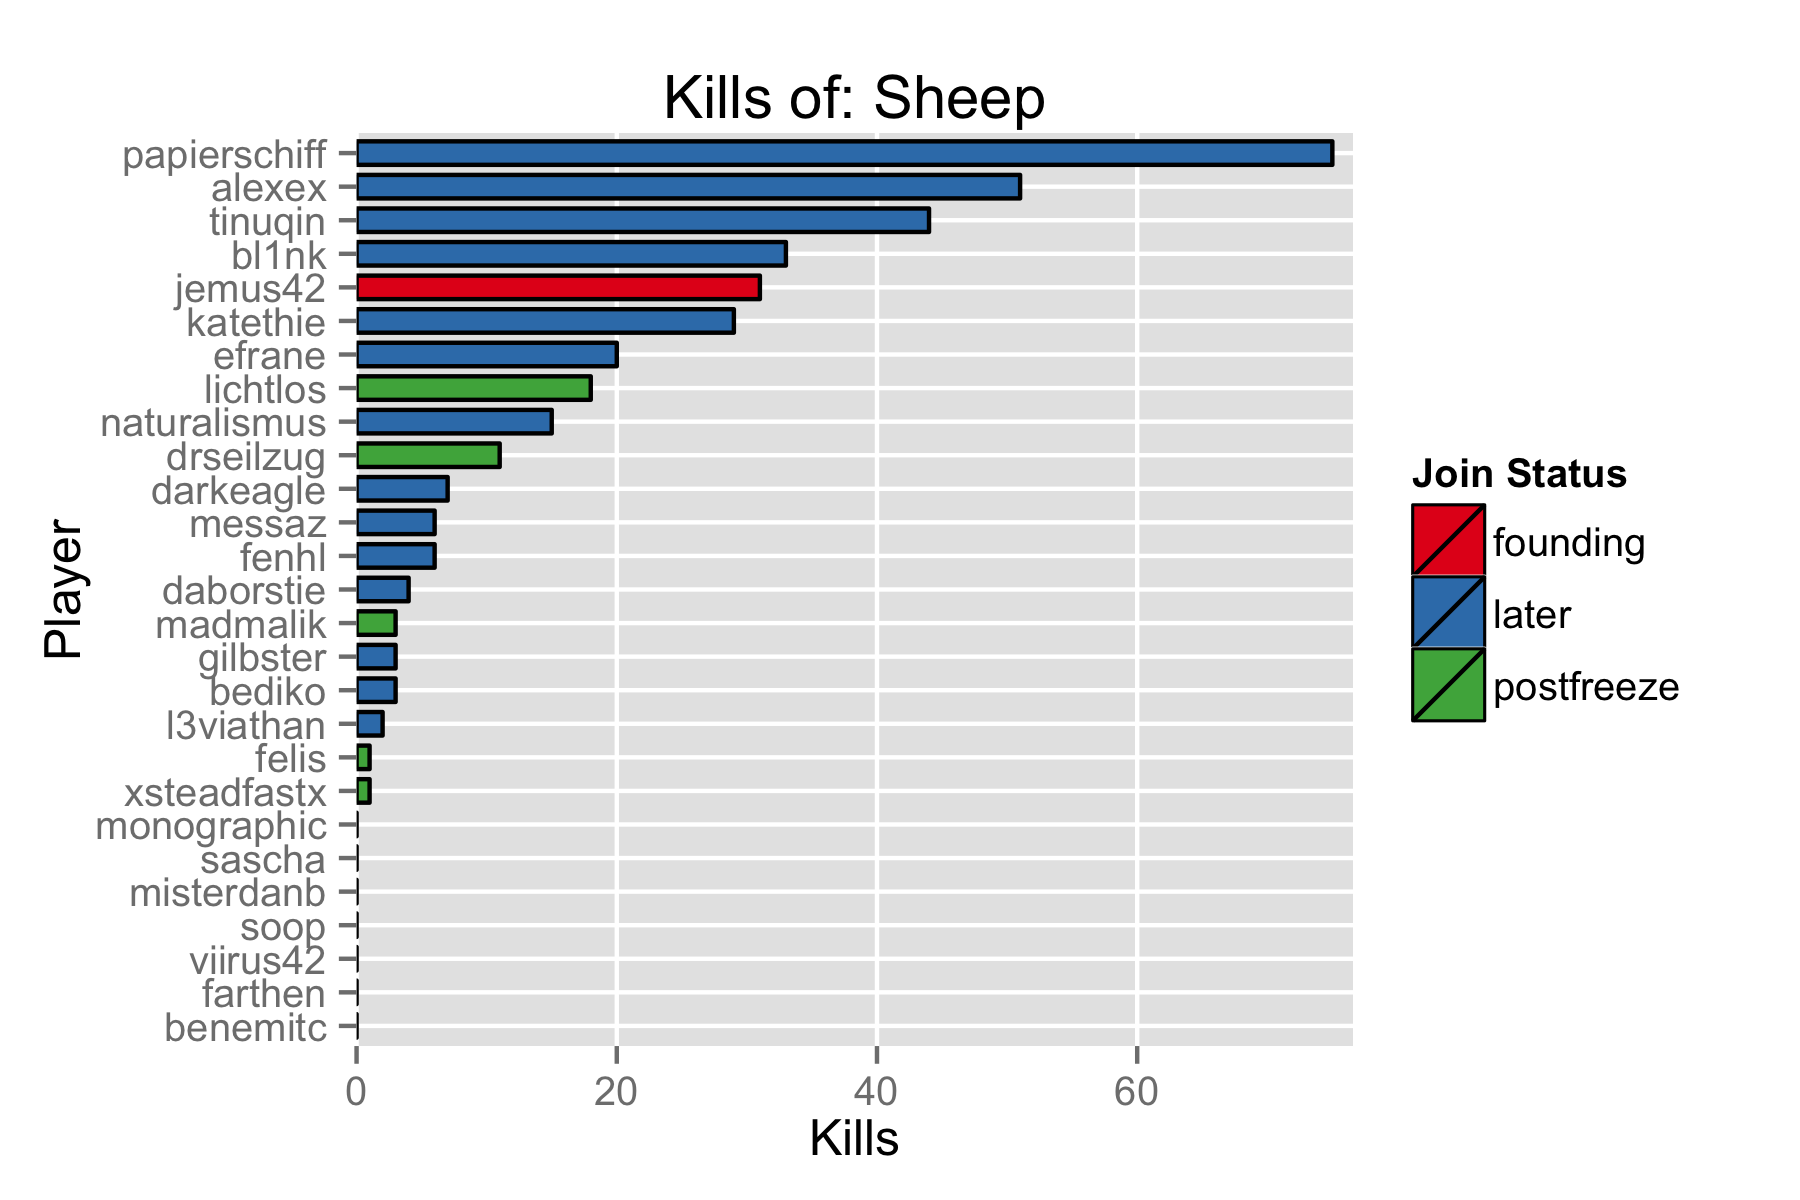 Kills of: Sheep
papierschiff
alexex
tinuqin
bl1nk
jemus42
katethie
efrane
lichtlos
naturalismus
drseilzug
darkeagle
messaz
fenhl
daborstie
madmalik
gilbster
bediko
l3viathan
felis
xsteadfastx
monographic
sascha
misterdanb
soop
viirus42
farthen
benemitc
Player
0 20 40 60
Kills
Join Status
founding
later
postfreeze